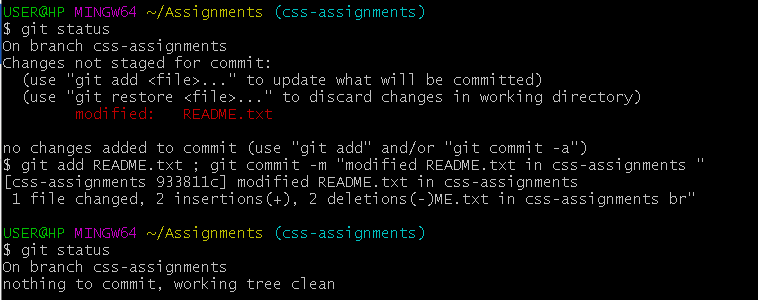 USER@HP MINGW64 ~/Assignments (css-assignments)
$ git status
On branch css-assignments
Changes not staged for commit:
  (use "git add <file>..." to update what will be committed)
  (use "git restore <file>..." to discard changes in working directory)
        modified:   README.txt

no changes added to commit (use "git add" and/or "git commit -a")
$ git add README.txt ; git commit -m "modified README.txt in css-assignments "
[css-assignments 933811c] modified README.txt in css-assignments
 1 file changed, 2 insertions(+), 2 deletions(-)ME.txt in css-assignments br"

USER@HP MINGW64 ~/Assignments (css-assignments)
$ git status
On branch css-assignments
nothing to commit, working tree clean